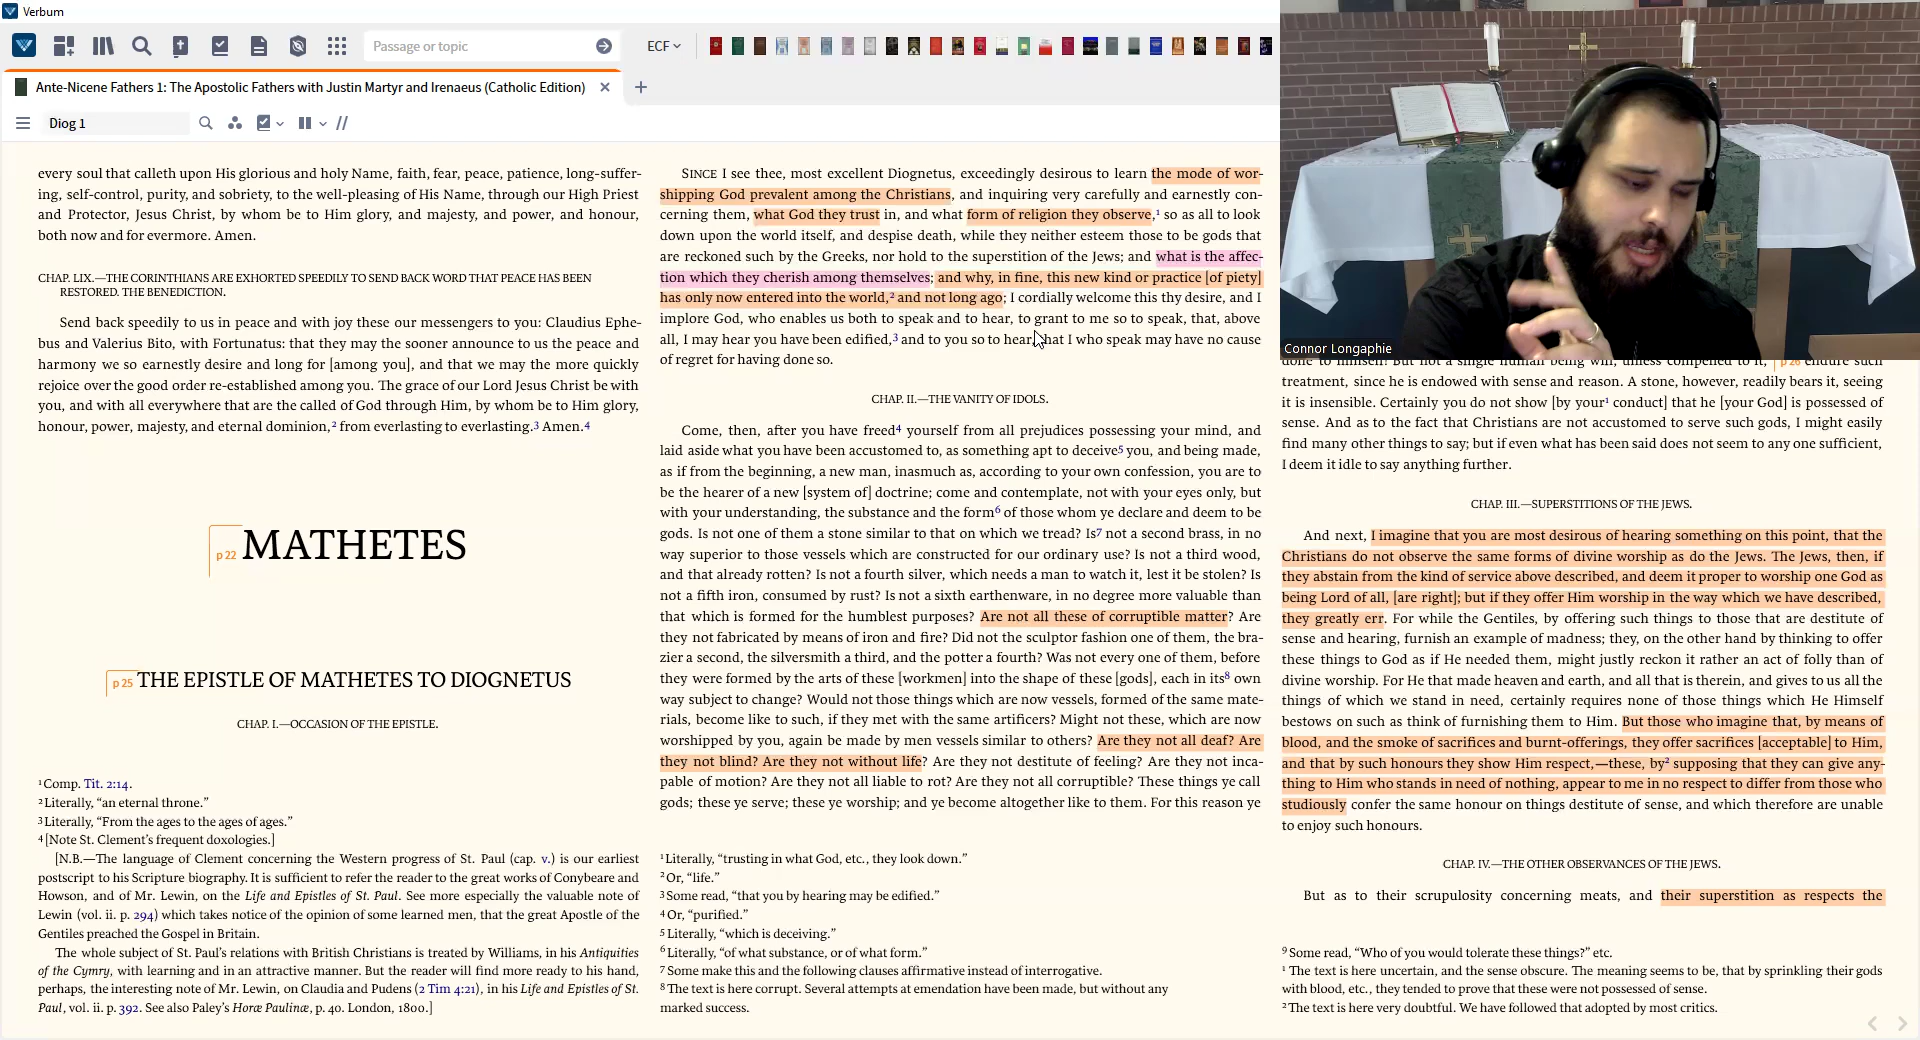 Verbum
Passage or topic
ECF
Ante-Nicene Fathers 1: The Apostolic Fathers with Justin Martyr and Irenaeus (Catholic Edition)
Diog 1
every soul that calleth upon His glorious and holy Name, faith, fear, peace, patience, long-suffer-
ing, self-control, purity, and sobriety, to the well-pleasing of His Name, through our High Priest
and Protector, Jesus Christ, by whom be to Him glory, and majesty, and power, and honour,
both now and for evermore. Amen.
CHAP. LIX.—THE CORINTHIANS ARE EXHORTED SPEEDILY TO SEND BACK WORD THAT PEACE HAS BEEN
RESTORED. THE BENEDICTION.
Send back speedily to us in peace and with joy these our messengers to you: Claudius Ephe-
bus and Valerius Bito, with Fortunatus: that they may the sooner announce to us the peace and
harmony we so earnestly desire and long for [among you], and that we may the more quickly
rejoice over the good order re-established among you. The grace of our Lord Jesus Christ be with
you, and with all everywhere that are the called of God through Him, by whom be to Him glory,
honour, power, majesty, and eternal dominion,² from everlasting to everlasting.³ Amen.⁴
p 22 MATHETES
p 25 THE EPISTLE OF MATHETES TO DIOGNETUS
CHAP. I.—OCCASION OF THE EPISTLE.
¹ Comp. Tit. 2:14.
² Literally, “an eternal throne.”
³ Literally, “From the ages to the ages of ages.”
⁴ [Note St. Clement’s frequent doxologies.]
[N.B.—The language of Clement concerning the Western progress of St. Paul (cap. v.) is our earliest
postscript to his Scripture biography. It is sufficient to refer the reader to the great works of Conybeare and
Howson, and of Mr. Lewin, on the Life and Epistles of St. Paul. See more especially the valuable note of
Lewin (vol. ii. p. 294) which takes notice of the opinion of some learned men, that the great Apostle of the
Gentiles preached the Gospel in Britain.
The whole subject of St. Paul’s relations with British Christians is treated by Williams, in his Antiquities
of the Cymry, with learning and in an attractive manner. But the reader will find more ready to his hand,
perhaps, the interesting note of Mr. Lewin, on Claudia and Pudens (2 Tim 4:21), in his Life and Epistles of St.
Paul, vol. ii. p. 392. See also Paley’s Horæ Paulinæ, p. 40. London, 1800.]
SINCE I see thee, most excellent Diognetus, exceedingly desirous to learn the mode of wor-
shipping God prevalent among the Christians, and inquiring very carefully and earnestly con-
cerning them, what God they trust in, and what form of religion they observe,¹ so as all to look
down upon the world itself, and despise death, while they neither esteem those to be gods that
are reckoned such by the Greeks, nor hold to the superstition of the Jews; and what is the affec-
tion which they cherish among themselves; and why, in fine, this new kind or practice [of piety]
has only now entered into the world,² and not long ago; I cordially welcome this thy desire, and I
implore God, who enables us both to speak and to hear, to grant to me so to speak, that, above
all, I may hear you have been edified,³ and to you so to hear, that I who speak may have no cause
of regret for having done so.
CHAP. II.—THE VANITY OF IDOLS.
Come, then, after you have freed⁴ yourself from all prejudices possessing your mind, and
laid aside what you have been accustomed to, as something apt to deceive⁵ you, and being made,
as if from the beginning, a new man, inasmuch as, according to your own confession, you are to
be the hearer of a new [system of] doctrine; come and contemplate, not with your eyes only, but
with your understanding, the substance and the form⁶ of those whom ye declare and deem to be
gods. Is not one of them a stone similar to that on which we tread? Is⁷ not a second brass, in no
way superior to those vessels which are constructed for our ordinary use? Is not a third wood,
and that already rotten? Is not a fourth silver, which needs a man to watch it, lest it be stolen? Is
not a fifth iron, consumed by rust? Is not a sixth earthenware, in no degree more valuable than
that which is formed for the humblest purposes? Are not all these of corruptible matter? Are
they not fabricated by means of iron and fire? Did not the sculptor fashion one of them, the bra-
zier a second, the silversmith a third, and the potter a fourth? Was not every one of them, before
they were formed by the arts of these [workmen] into the shape of these [gods], each in its⁸ own
way subject to change? Would not those things which are now vessels, formed of the same mate-
rials, become like to such, if they met with the same artificers? Might not these, which are now
worshipped by you, again be made by men vessels similar to others? Are they not all deaf? Are
they not blind? Are they not without life? Are they not destitute of feeling? Are they not inca-
pable of motion? Are they not all liable to rot? Are they not all corruptible? These things ye call
gods; these ye serve; these ye worship; and ye become altogether like to them. For this reason ye
¹ Literally, “trusting in what God, etc., they look down.”
² Or, “life.”
³ Some read, “that you by hearing may be edified.”
⁴ Or, “purified.”
⁵ Literally, “which is deceiving.”
⁶ Literally, “of what substance, or of what form.”
⁷ Some make this and the following clauses affirmative instead of interrogative.
⁸ The text is here corrupt. Several attempts at emendation have been made, but without any
marked success.
Connor Longaphie
done to himself. But not a single human being will, unless compelled to it, p 26 endure such
treatment, since he is endowed with sense and reason. A stone, however, readily bears it, seeing
it is insensible. Certainly you do not show [by your¹ conduct] that he [your God] is possessed of
sense. And as to the fact that Christians are not accustomed to serve such gods, I might easily
find many other things to say; but if even what has been said does not seem to any one sufficient,
I deem it idle to say anything further.
CHAP. III.—SUPERSTITIONS OF THE JEWS.
And next, I imagine that you are most desirous of hearing something on this point, that the
Christians do not observe the same forms of divine worship as do the Jews. The Jews, then, if
they abstain from the kind of service above described, and deem it proper to worship one God as
being Lord of all, [are right]; but if they offer Him worship in the way which we have described,
they greatly err. For while the Gentiles, by offering such things to those that are destitute of
sense and hearing, furnish an example of madness; they, on the other hand by thinking to offer
these things to God as if He needed them, might justly reckon it rather an act of folly than of
divine worship. For He that made heaven and earth, and all that is therein, and gives to us all the
things of which we stand in need, certainly requires none of those things which He Himself
bestows on such as think of furnishing them to Him. But those who imagine that, by means of
blood, and the smoke of sacrifices and burnt-offerings, they offer sacrifices [acceptable] to Him,
and that by such honours they show Him respect,—these, by² supposing that they can give any-
thing to Him who stands in need of nothing, appear to me in no respect to differ from those who
studiously confer the same honour on things destitute of sense, and which therefore are unable
to enjoy such honours.
CHAP. IV.—THE OTHER OBSERVANCES OF THE JEWS.
But as to their scrupulosity concerning meats, and their superstition as respects the
⁹ Some read, “Who of you would tolerate these things?” etc.
¹ The text is here uncertain, and the sense obscure. The meaning seems to be, that by sprinkling their gods
with blood, etc., they tended to prove that these were not possessed of sense.
² The text is here very doubtful. We have followed that adopted by most critics.